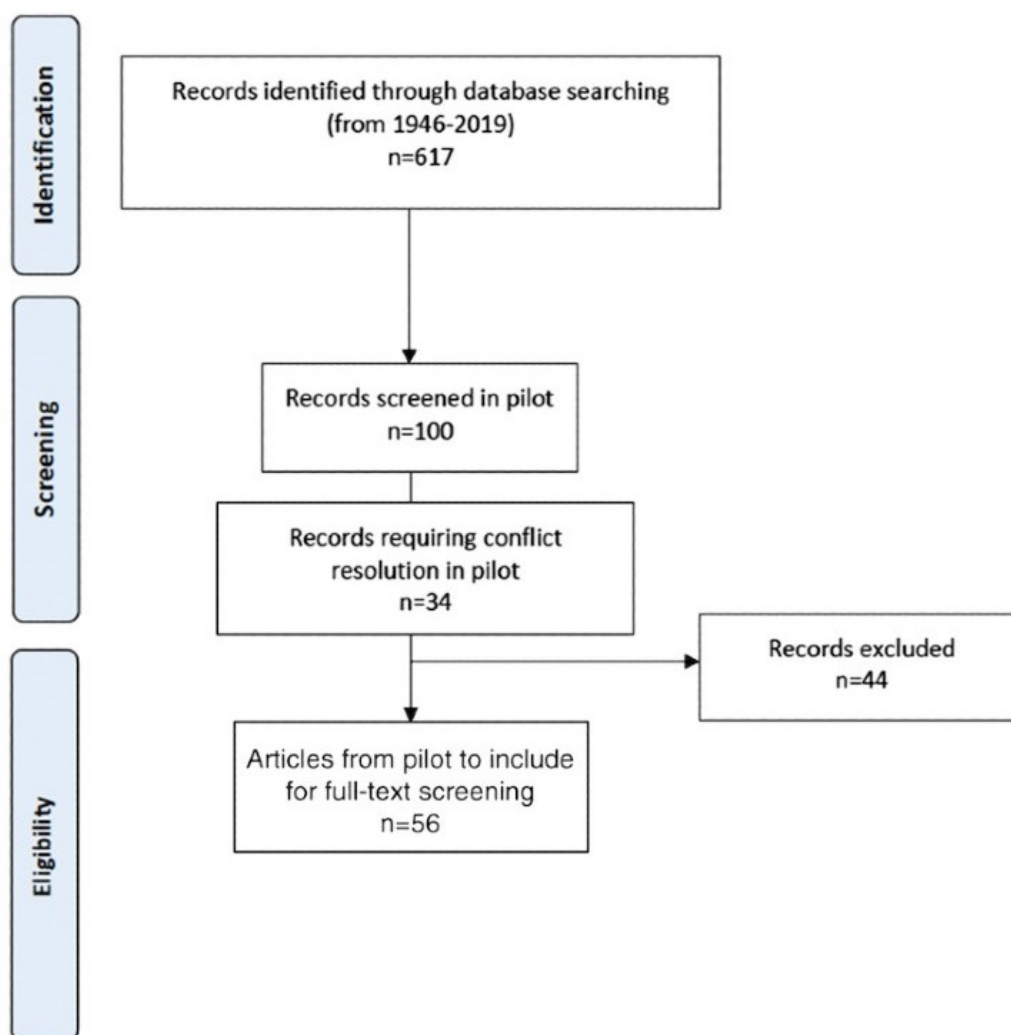 Identification
Records identified through database searching
(from 1946-2019)
n=617
Screening
Records screened in pilot
n=100
Records requiring conflict
resolution in pilot
n=34
Records excluded
n=44
Eligibility
Articles from pilot to include
for full-text screening
n=56